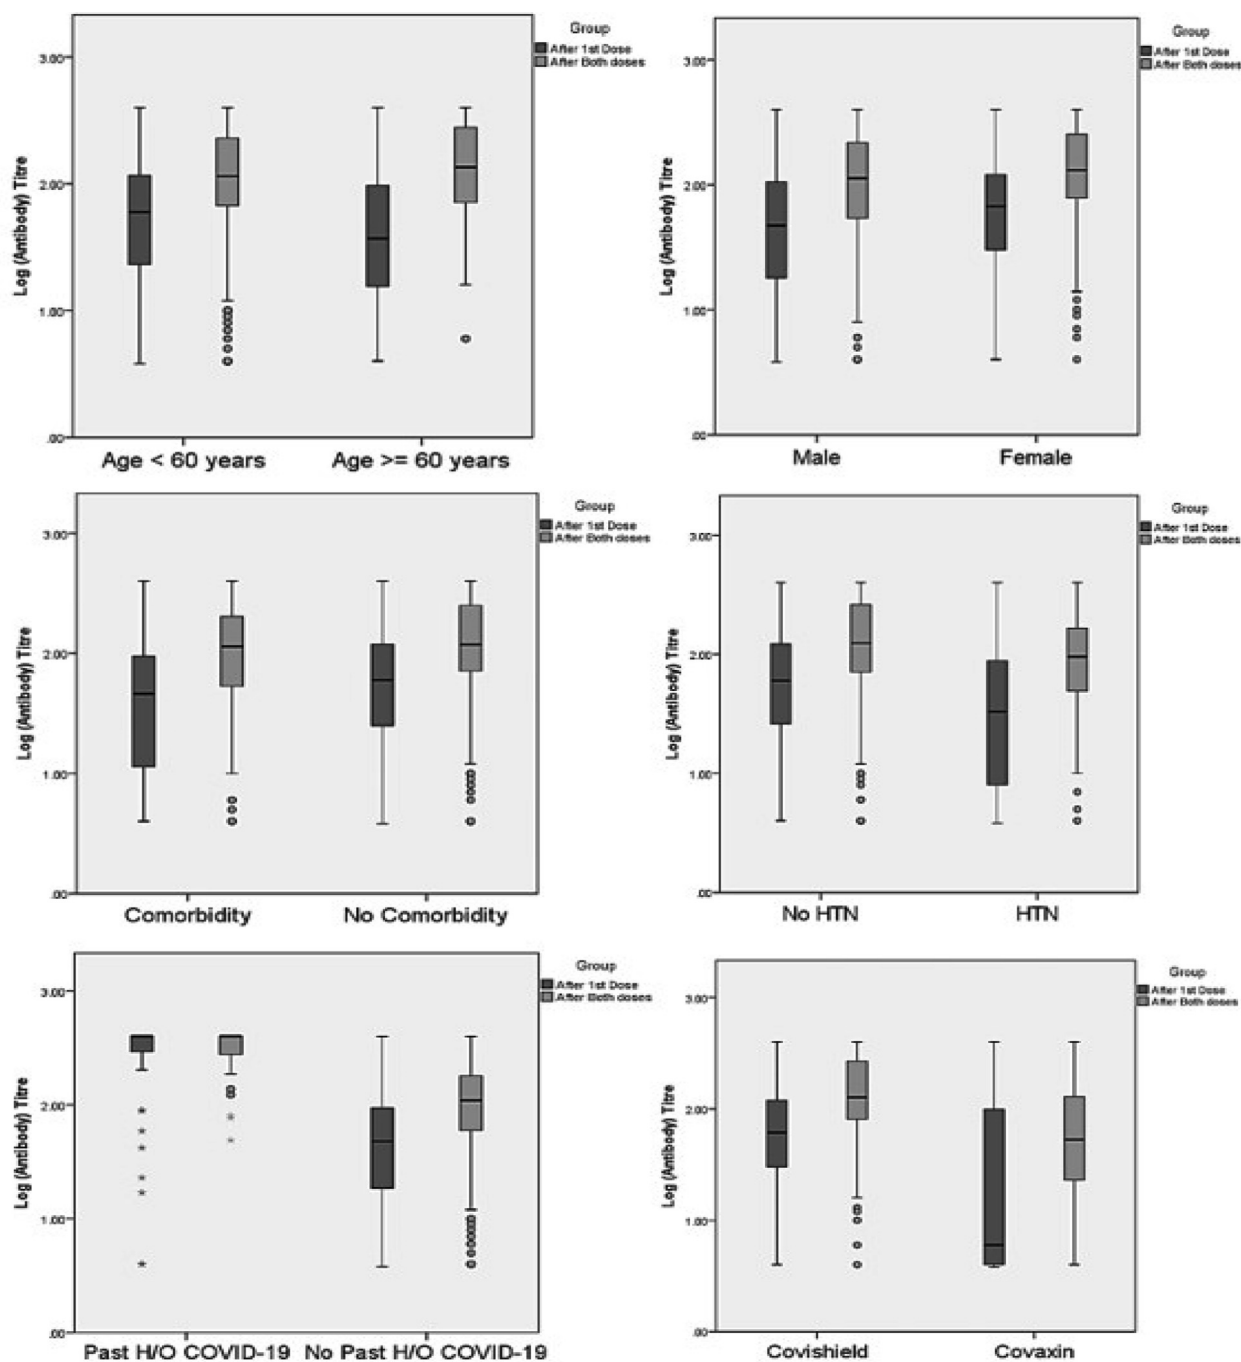 Group
After 1st Dose
After Both doses
3.00
2.00
1.00
.00
Log (Antibody) Titre
Age < 60 years
Age >= 60 years
Group
After 1st Dose
After Both doses
3.00
2.00
1.00
.00
Log (Antibody) Titre
Male
Female
Group
After 1st Dose
After Both doses
3.00
2.00
1.00
.00
Log (Antibody) Titre
Comorbidity
No Comorbidity
Group
After 1st Dose
After Both doses
3.00
2.00
1.00
.00
Log (Antibody) Titre
No HTN
HTN
Group
After 1st Dose
After Both doses
3.00
2.00
1.00
.00
Log (Antibody) Titre
Past H/O COVID-19
No Past H/O COVID-19
Group
After 1st Dose
After Both doses
3.00
2.00
1.00
.00
Log (Antibody) Titre
Covishield
Covaxin